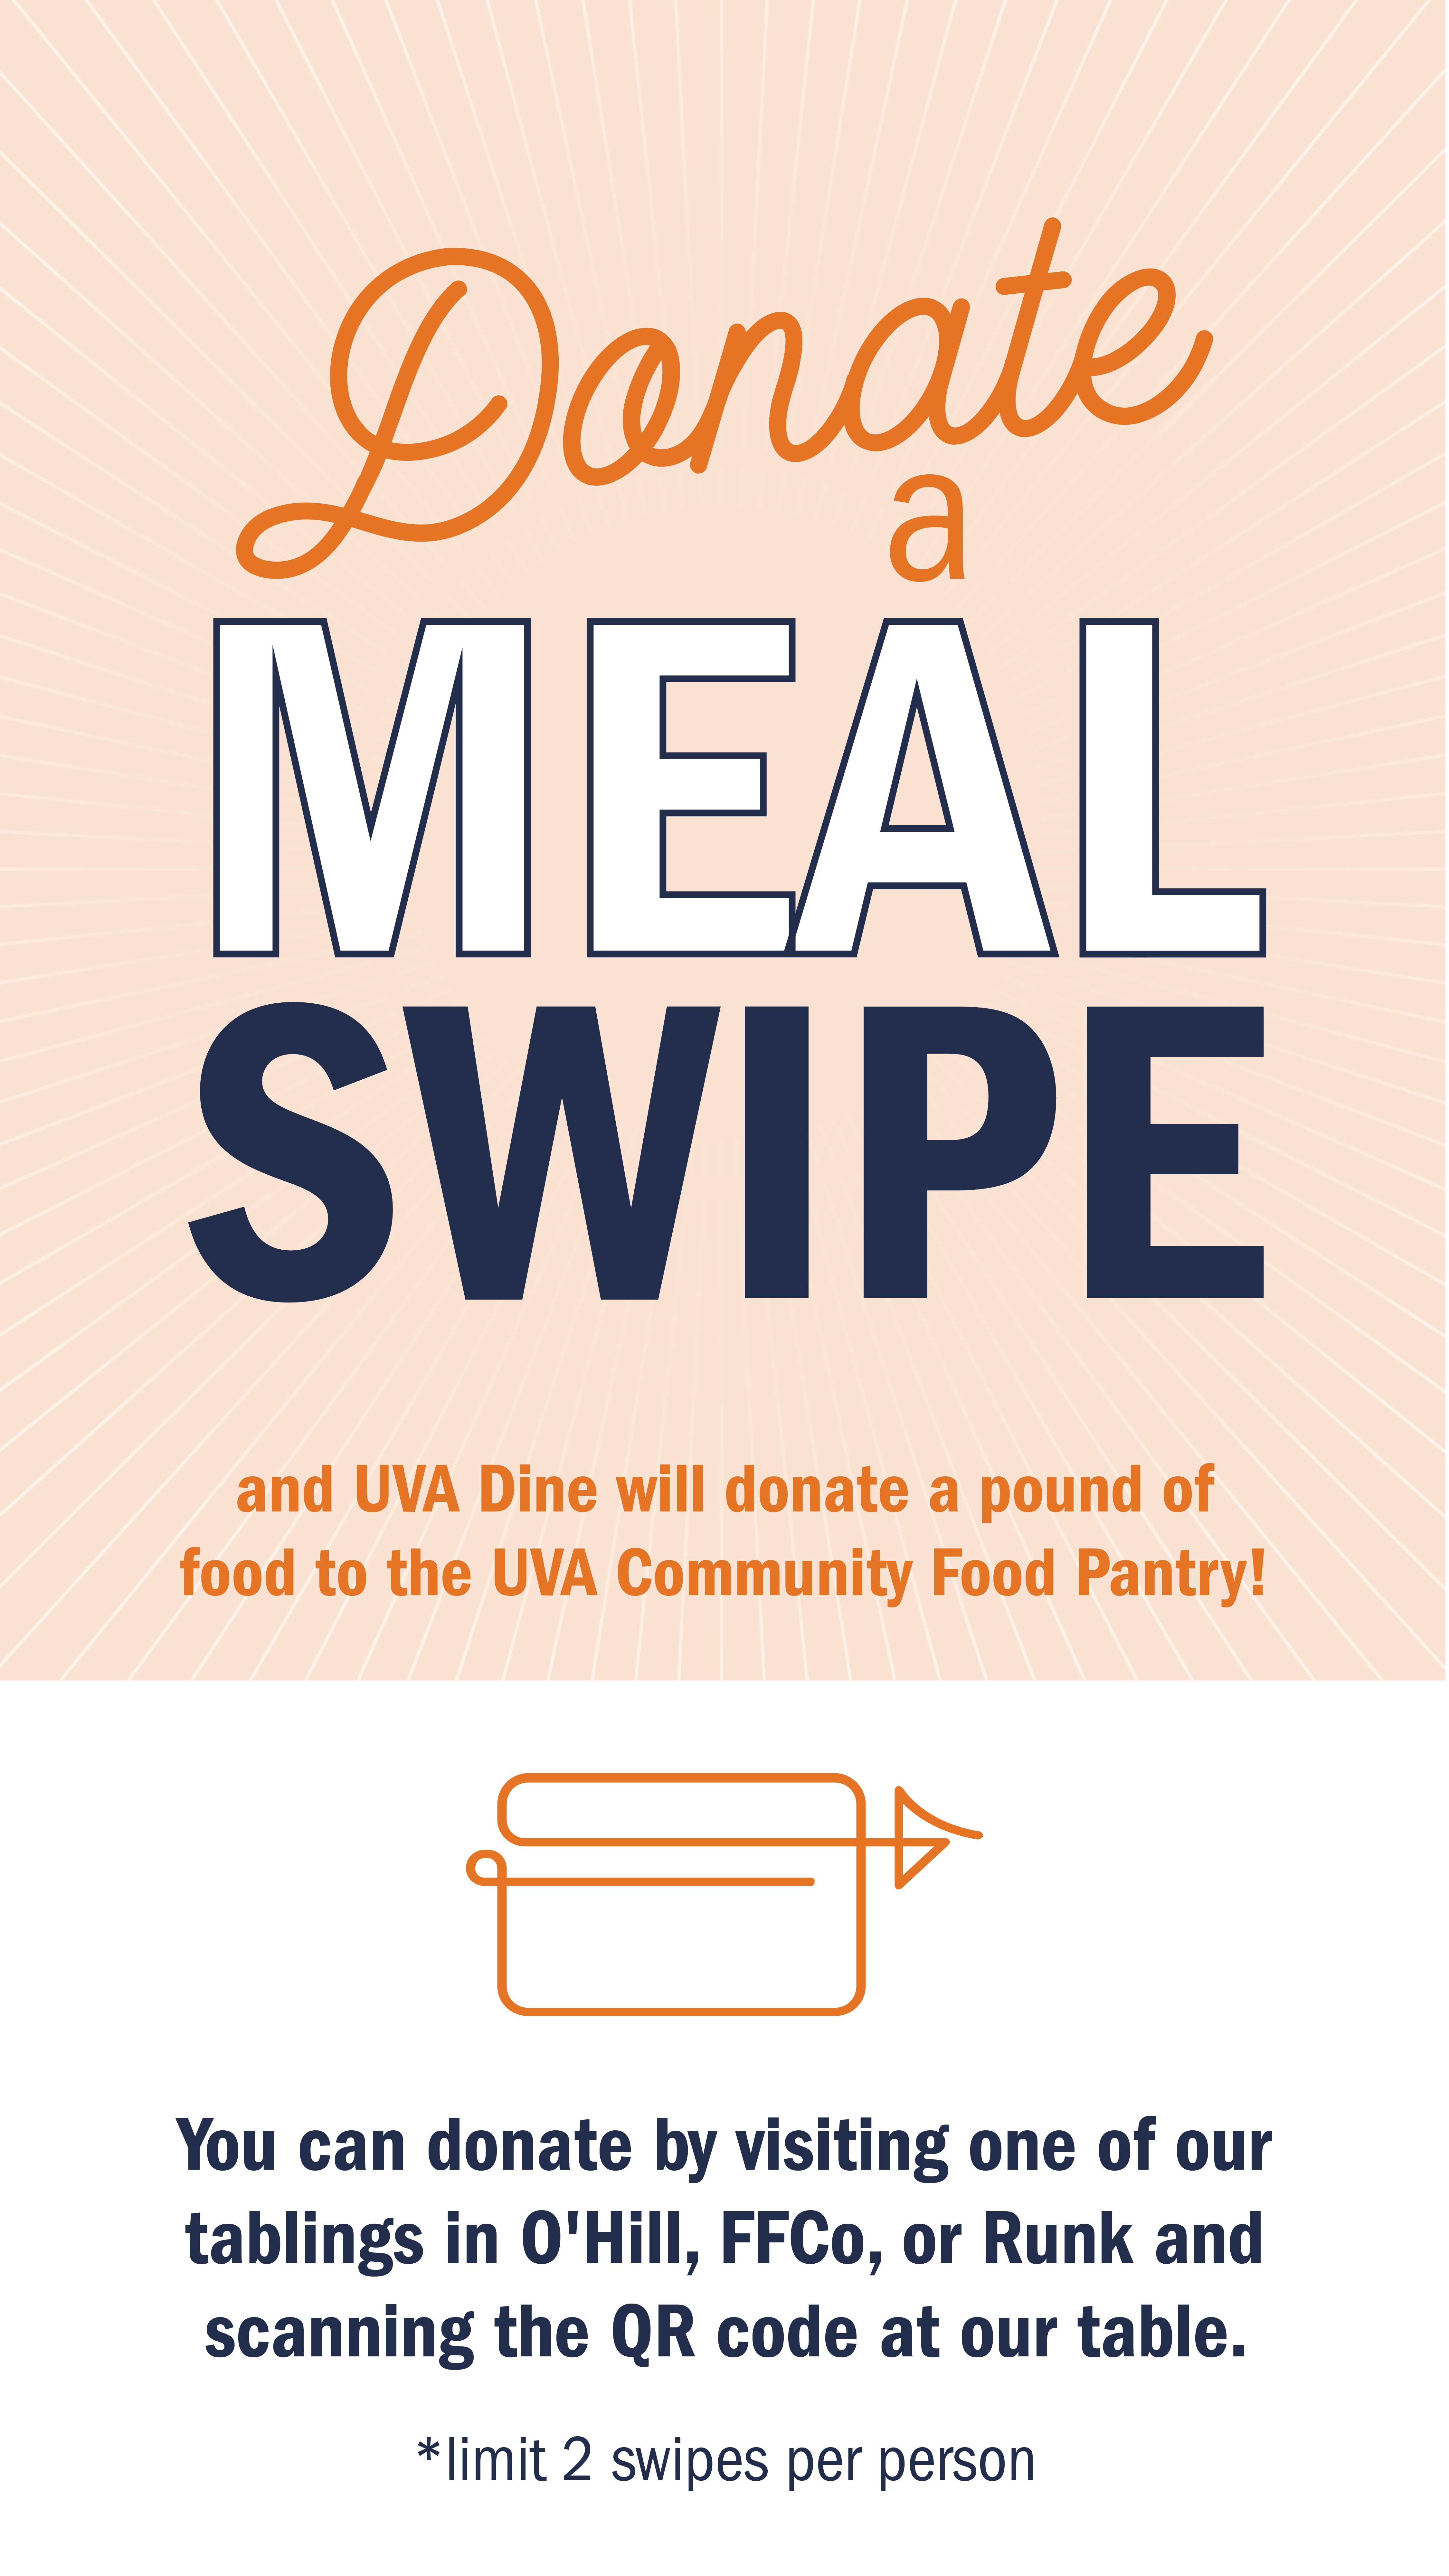 Donate
a
MEAL
SWIPE
and UVA Dine will donate a pound of
food to the UVA Community Food Pantry!
You can donate by visiting one of our
tablings in O'Hill, FFCo, or Runk and
scanning the QR code at our table.
*limit 2 swipes per person